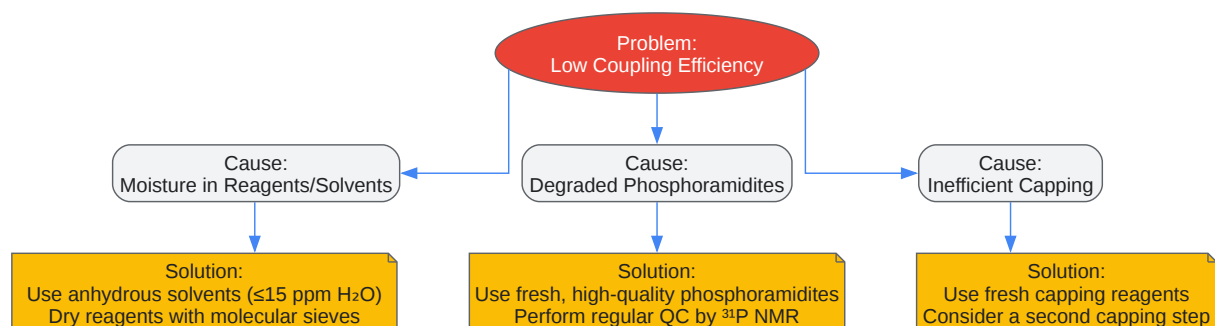 Problem:
Low Coupling Efficiency
Cause:
Moisture in Reagents/Solvents
Cause:
Degraded Phosphoramidites
Cause:
Inefficient Capping
Solution:
Use anhydrous solvents (≤15 ppm H₂O)
Dry reagents with molecular sieves
Solution:
Use fresh, high-quality phosphoramidites
Perform regular QC by ³¹P NMR
Solution:
Use fresh capping reagents
Consider a second capping step